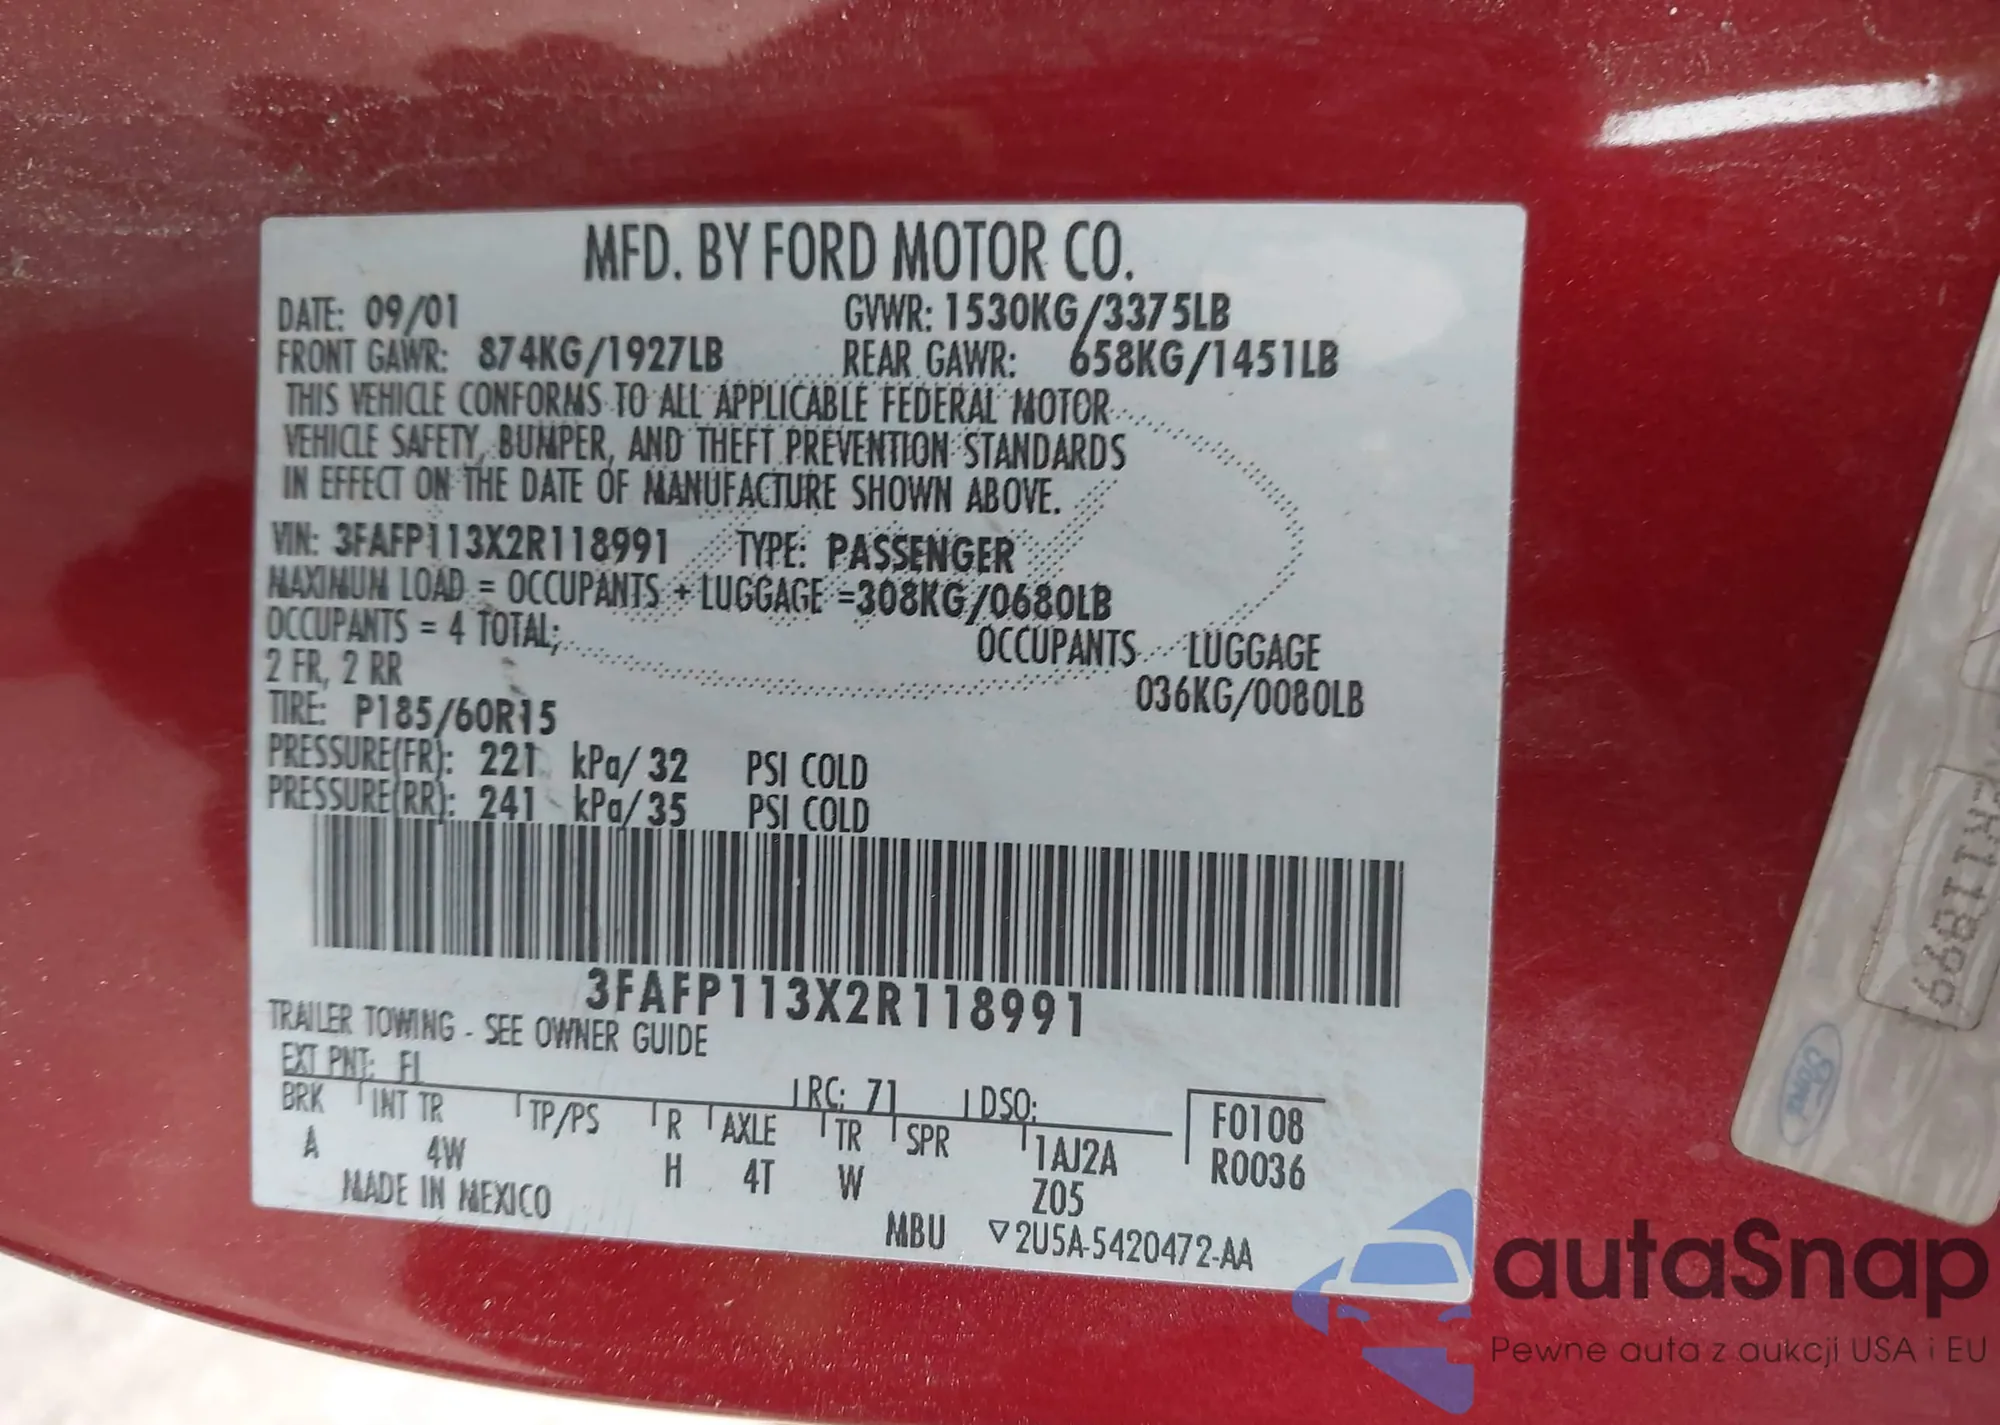 MFD. BY FORD MOTOR CO.
DATE: 09/01 GVWR: 1530KG/3375LB
FRONT GAWR: 874KG/1927LB REAR GAWR: 658KG/1451LB
THIS VEHICLE CONFORMS TO ALL APPLICABLE FEDERAL MOTOR
VEHICLE SAFETY, BUMPER, AND THEFT PREVENTION STANDARDS
IN EFFECT ON THE DATE OF MANUFACTURE SHOWN ABOVE.
VIN: 3FAFP113X2R118991 TYPE: PASSENGER
MAXIMUM LOAD = OCCUPANTS + LUGGAGE =308KG/0680LB
OCCUPANTS = 4 TOTAL; OCCUPANTS LUGGAGE
2 FR, 2 RR 036KG/0080LB
TIRE: P185/60R15
PRESSURE(FR): 221 kPa/ 32 PSI COLD
PRESSURE(RR): 241 kPa/ 35 PSI COLD
3FAFP113X2R118991
TRAILER TOWING - SEE OWNER GUIDE
EXT PNT: FL RC: 71 DSO:
BRK INT TR TP/PS R AXLE TR SPR 1AJ2A F0108
A 4W H 4T W Z05 R0036
MADE IN MEXICO MBU ▽2U5A-5420472-AA
Ford
autaSnap
Pewne auta z aukcji USA i EU